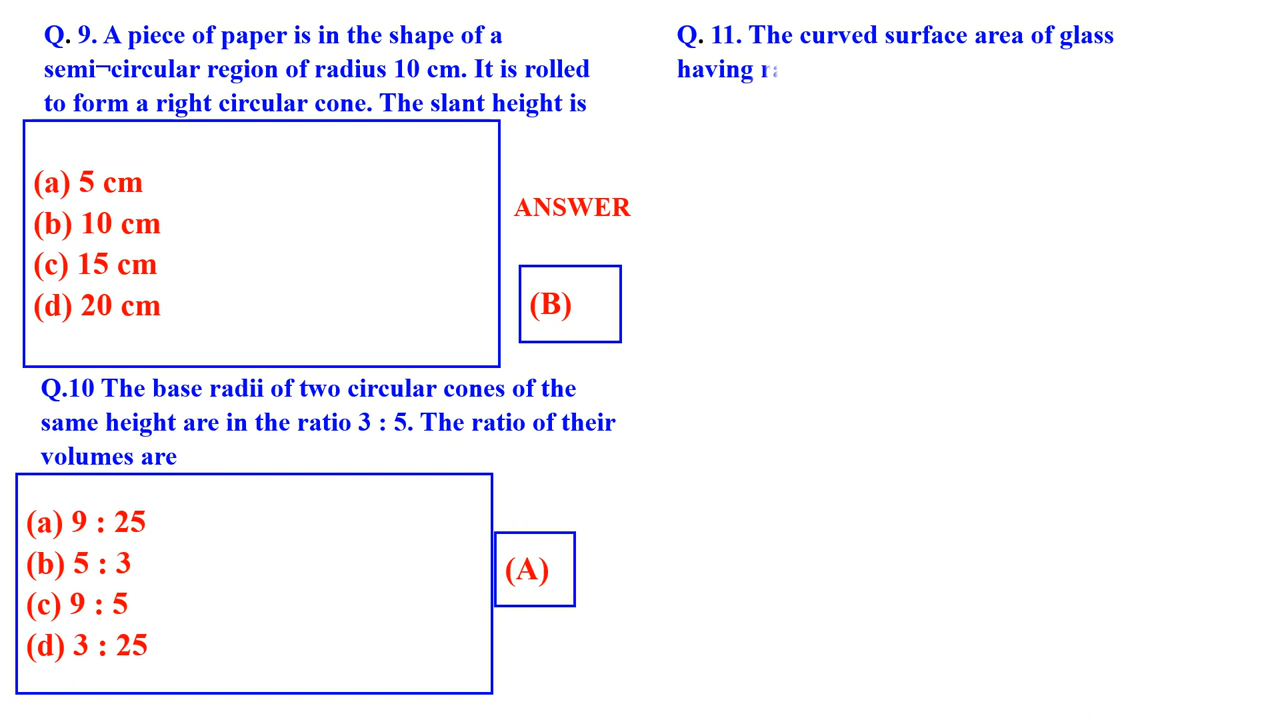 Q. 9. A piece of paper is in the shape of a
semi¬circular region of radius 10 cm. It is rolled
to form a right circular cone. The slant height is
(a) 5 cm
(b) 10 cm
(c) 15 cm
(d) 20 cm
ANSWER
(B)
Q.10 The base radii of two circular cones of the
same height are in the ratio 3 : 5. The ratio of their
volumes are
(a) 9 : 25
(b) 5 : 3
(c) 9 : 5
(d) 3 : 25
(A)
Q. 11. The curved surface area of glass
having